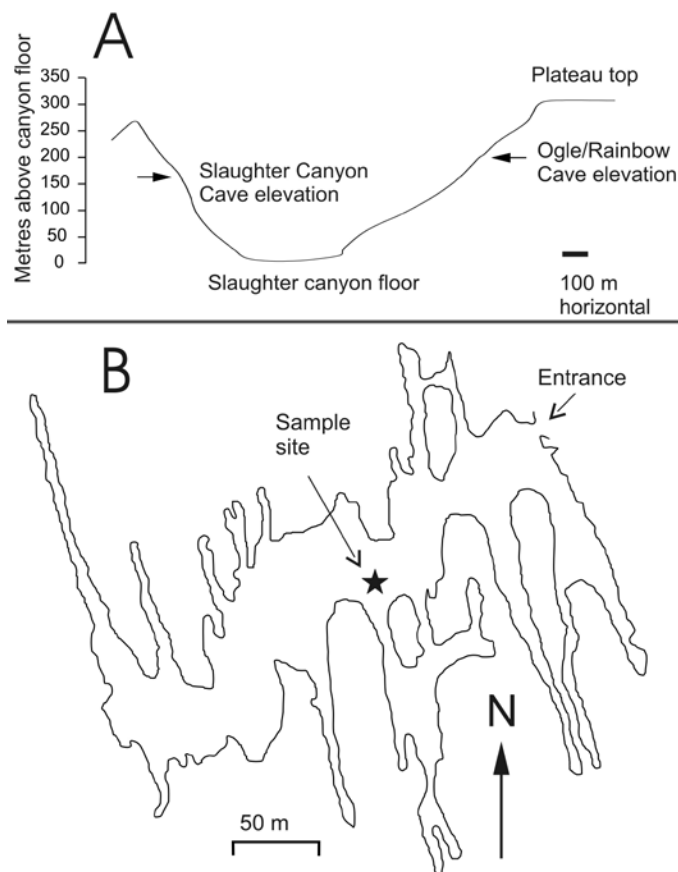 A
Metres above canyon floor
350
300
250
200
150
100
50
0
Plateau top
Slaughter Canyon
Cave elevation
Ogle/Rainbow
Cave elevation
Slaughter canyon floor
100 m
horizontal
B
Entrance
Sample
site
N
50 m